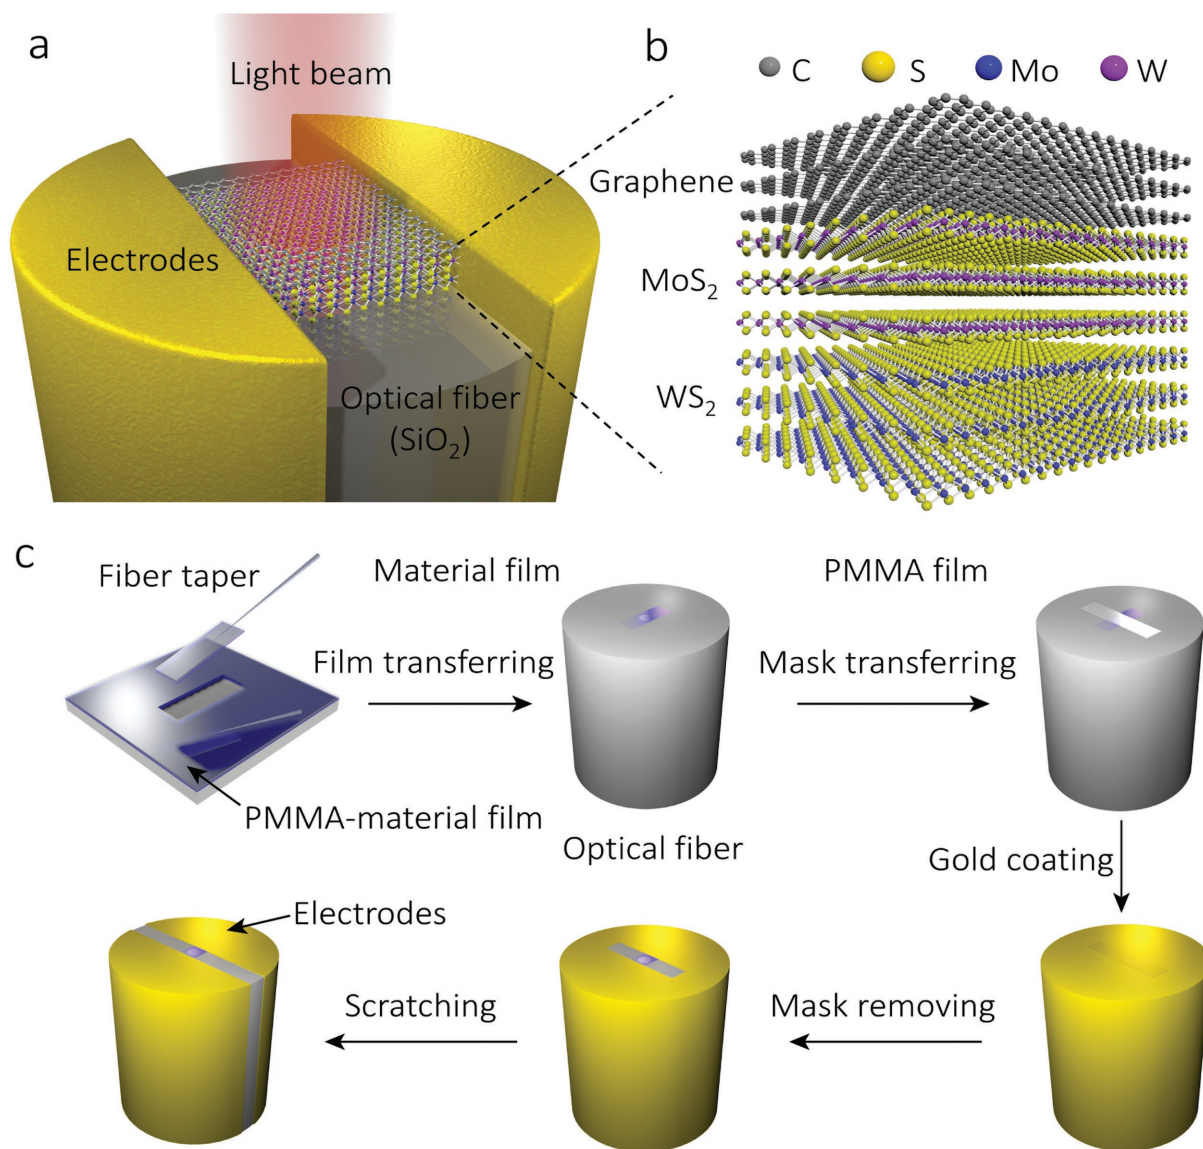 a
Light beam
Electrodes
Optical fiber
(SiO₂)
b
C S Mo W
Graphene
MoS₂
WS₂
c
Fiber taper
Material film
PMMA film
Film transferring
Mask transferring
PMMA-material film
Optical fiber
Gold coating
Electrodes
Scratching
Mask removing